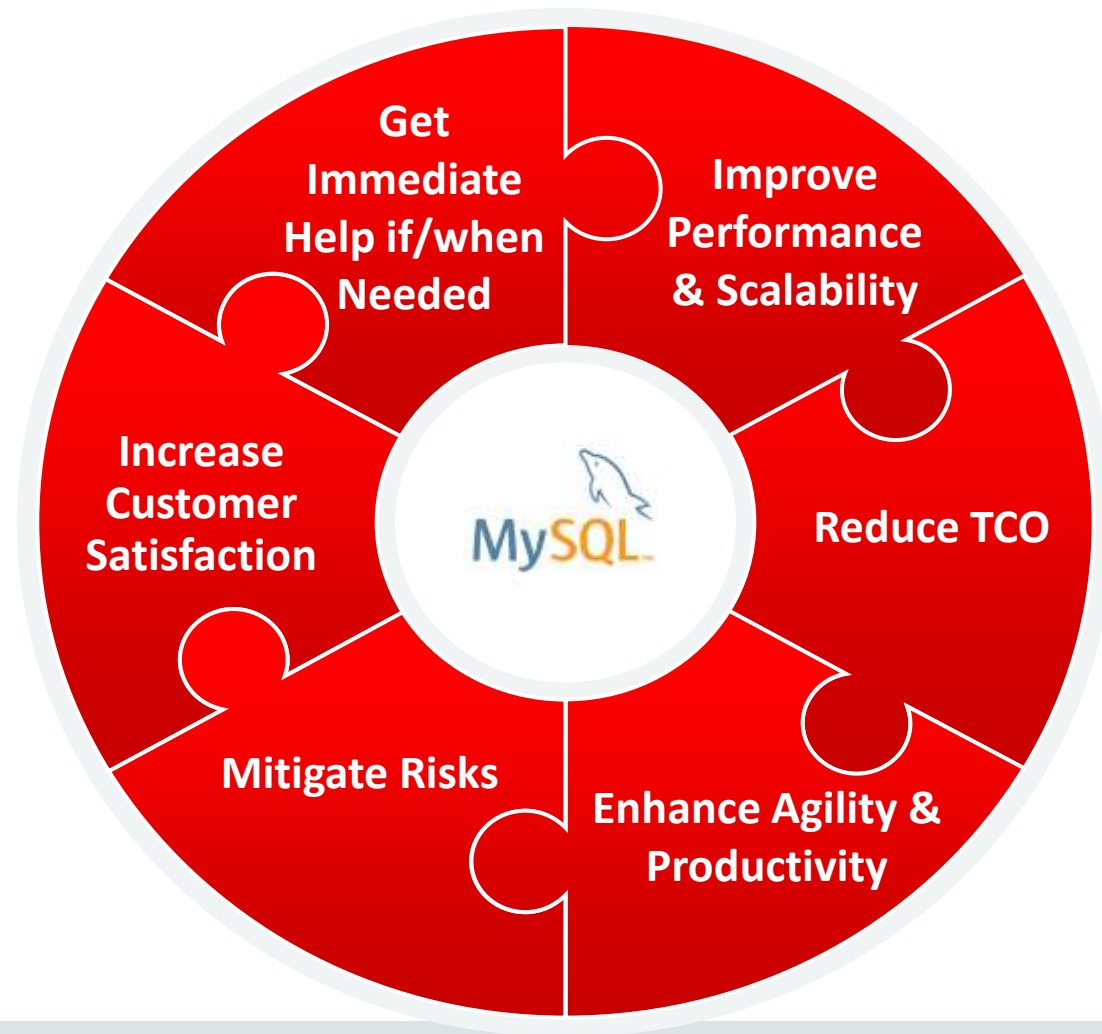 Get
Immediate
Help if/when
Needed
Improve
Performance
& Scalability
Increase
Customer
Satisfaction
MySQL™
Reduce TCO
Mitigate Risks
Enhance Agility &
Productivity